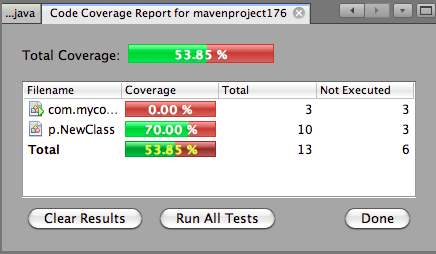 ...java Code Coverage Report for mavenproject176
Total Coverage: 53.85 %
Filename Coverage Total Not Executed
com.myco... 0.00 % 3 3
p.NewClass 70.00 % 10 3
Total 53.85 % 13 6
Clear Results Run All Tests Done